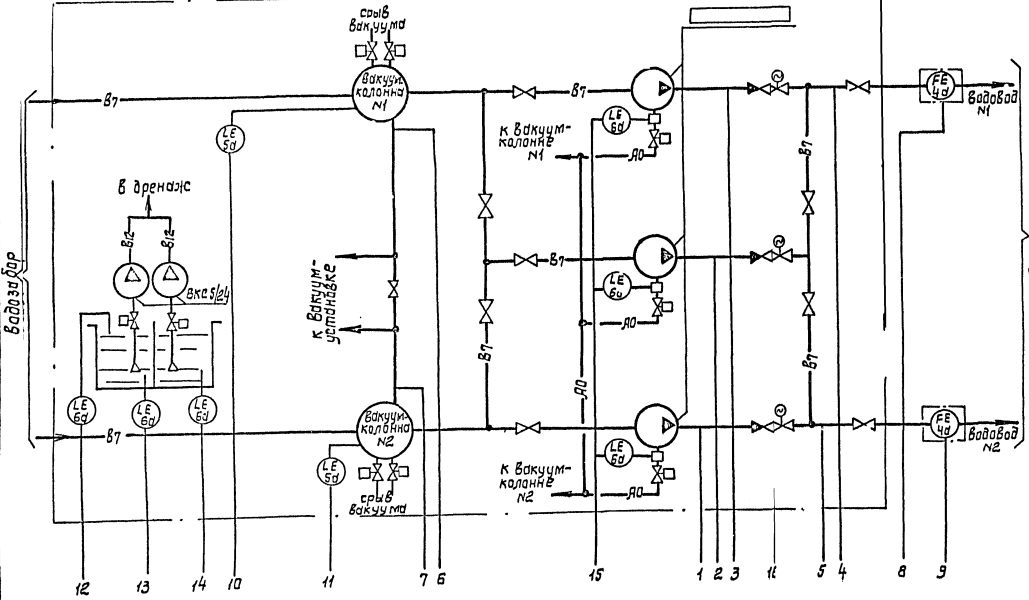 срыв
вакуума
вакуум-
колонна
N1
В7
В7
FE
4d
водовод
N1
LE
5d
LE
6d
к вакуум-
колонне
N1
А0
В7
в дренаж
В12
В12
ВКС 5/24
водозабор
к вакуум-
установке
В7
LE
6d
А0
В7
А0
В7
LE
6d
LE
6d
LE
6d
В7
вакуум-
колонна
N2
LE
5d
срыв
вакуума
LE
6d
к вакуум-
колонне
N2
А0
FE
4d
водовод
N2
12
13
14
10
11
7
6
15
1
2
3
5
4
8
9